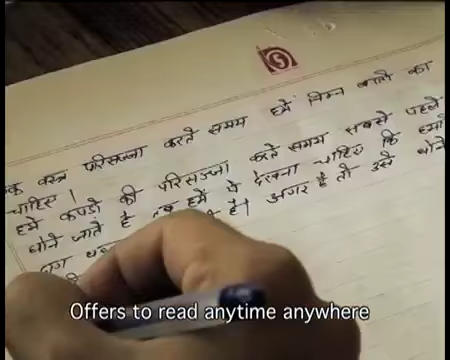 वस्त्र परिसज्जा करते समय हमें निम्न बातों का
चाहिए।
हमें कपड़ो की परिसज्जा करते समय सबसे पहले
धोने जाते है तब हमें ये देखना चाहिए कि हमारे
दाग है। अगर है तो उसे धोने
Offers to read anytime anywhere